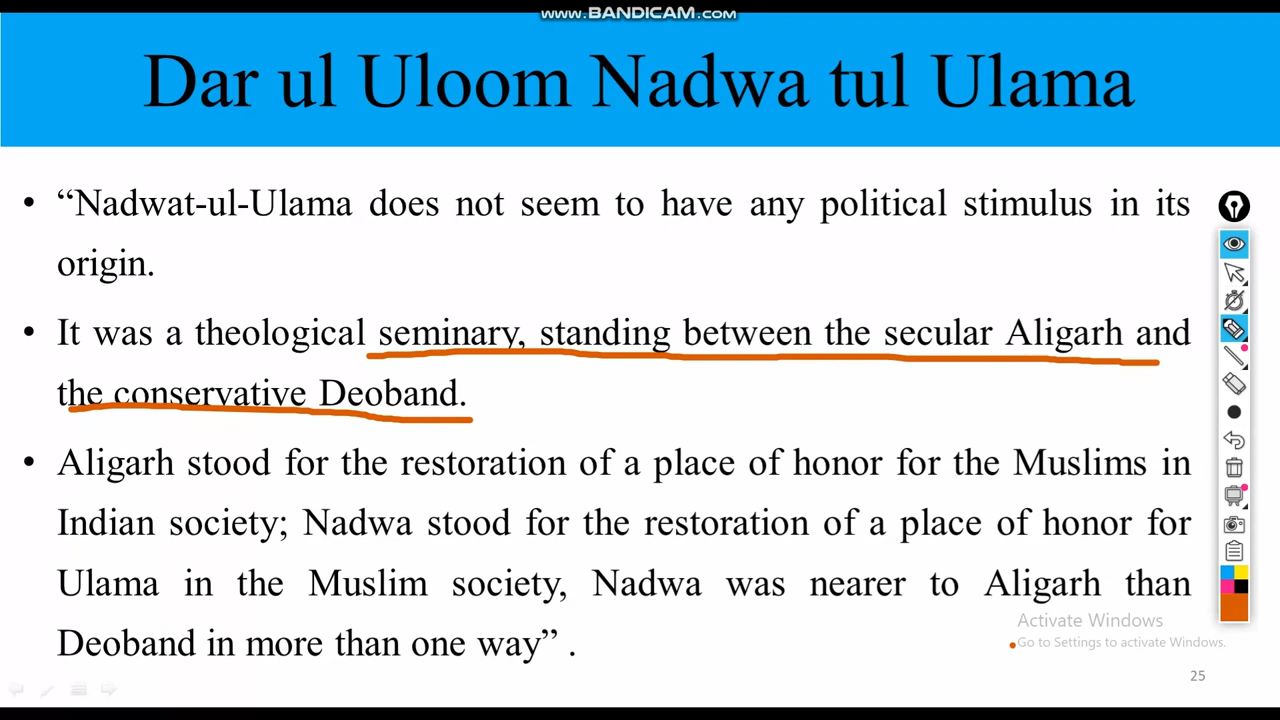 www.BANDICAM.com
Dar ul Uloom Nadwa tul Ulama
• “Nadwat-ul-Ulama does not seem to have any political stimulus in its
origin.
• It was a theological seminary, standing between the secular Aligarh and
the conservative Deoband.
• Aligarh stood for the restoration of a place of honor for the Muslims in
Indian society; Nadwa stood for the restoration of a place of honor for
Ulama in the Muslim society, Nadwa was nearer to Aligarh than
Deoband in more than one way” .
Activate Windows
Go to Settings to activate Windows.
25